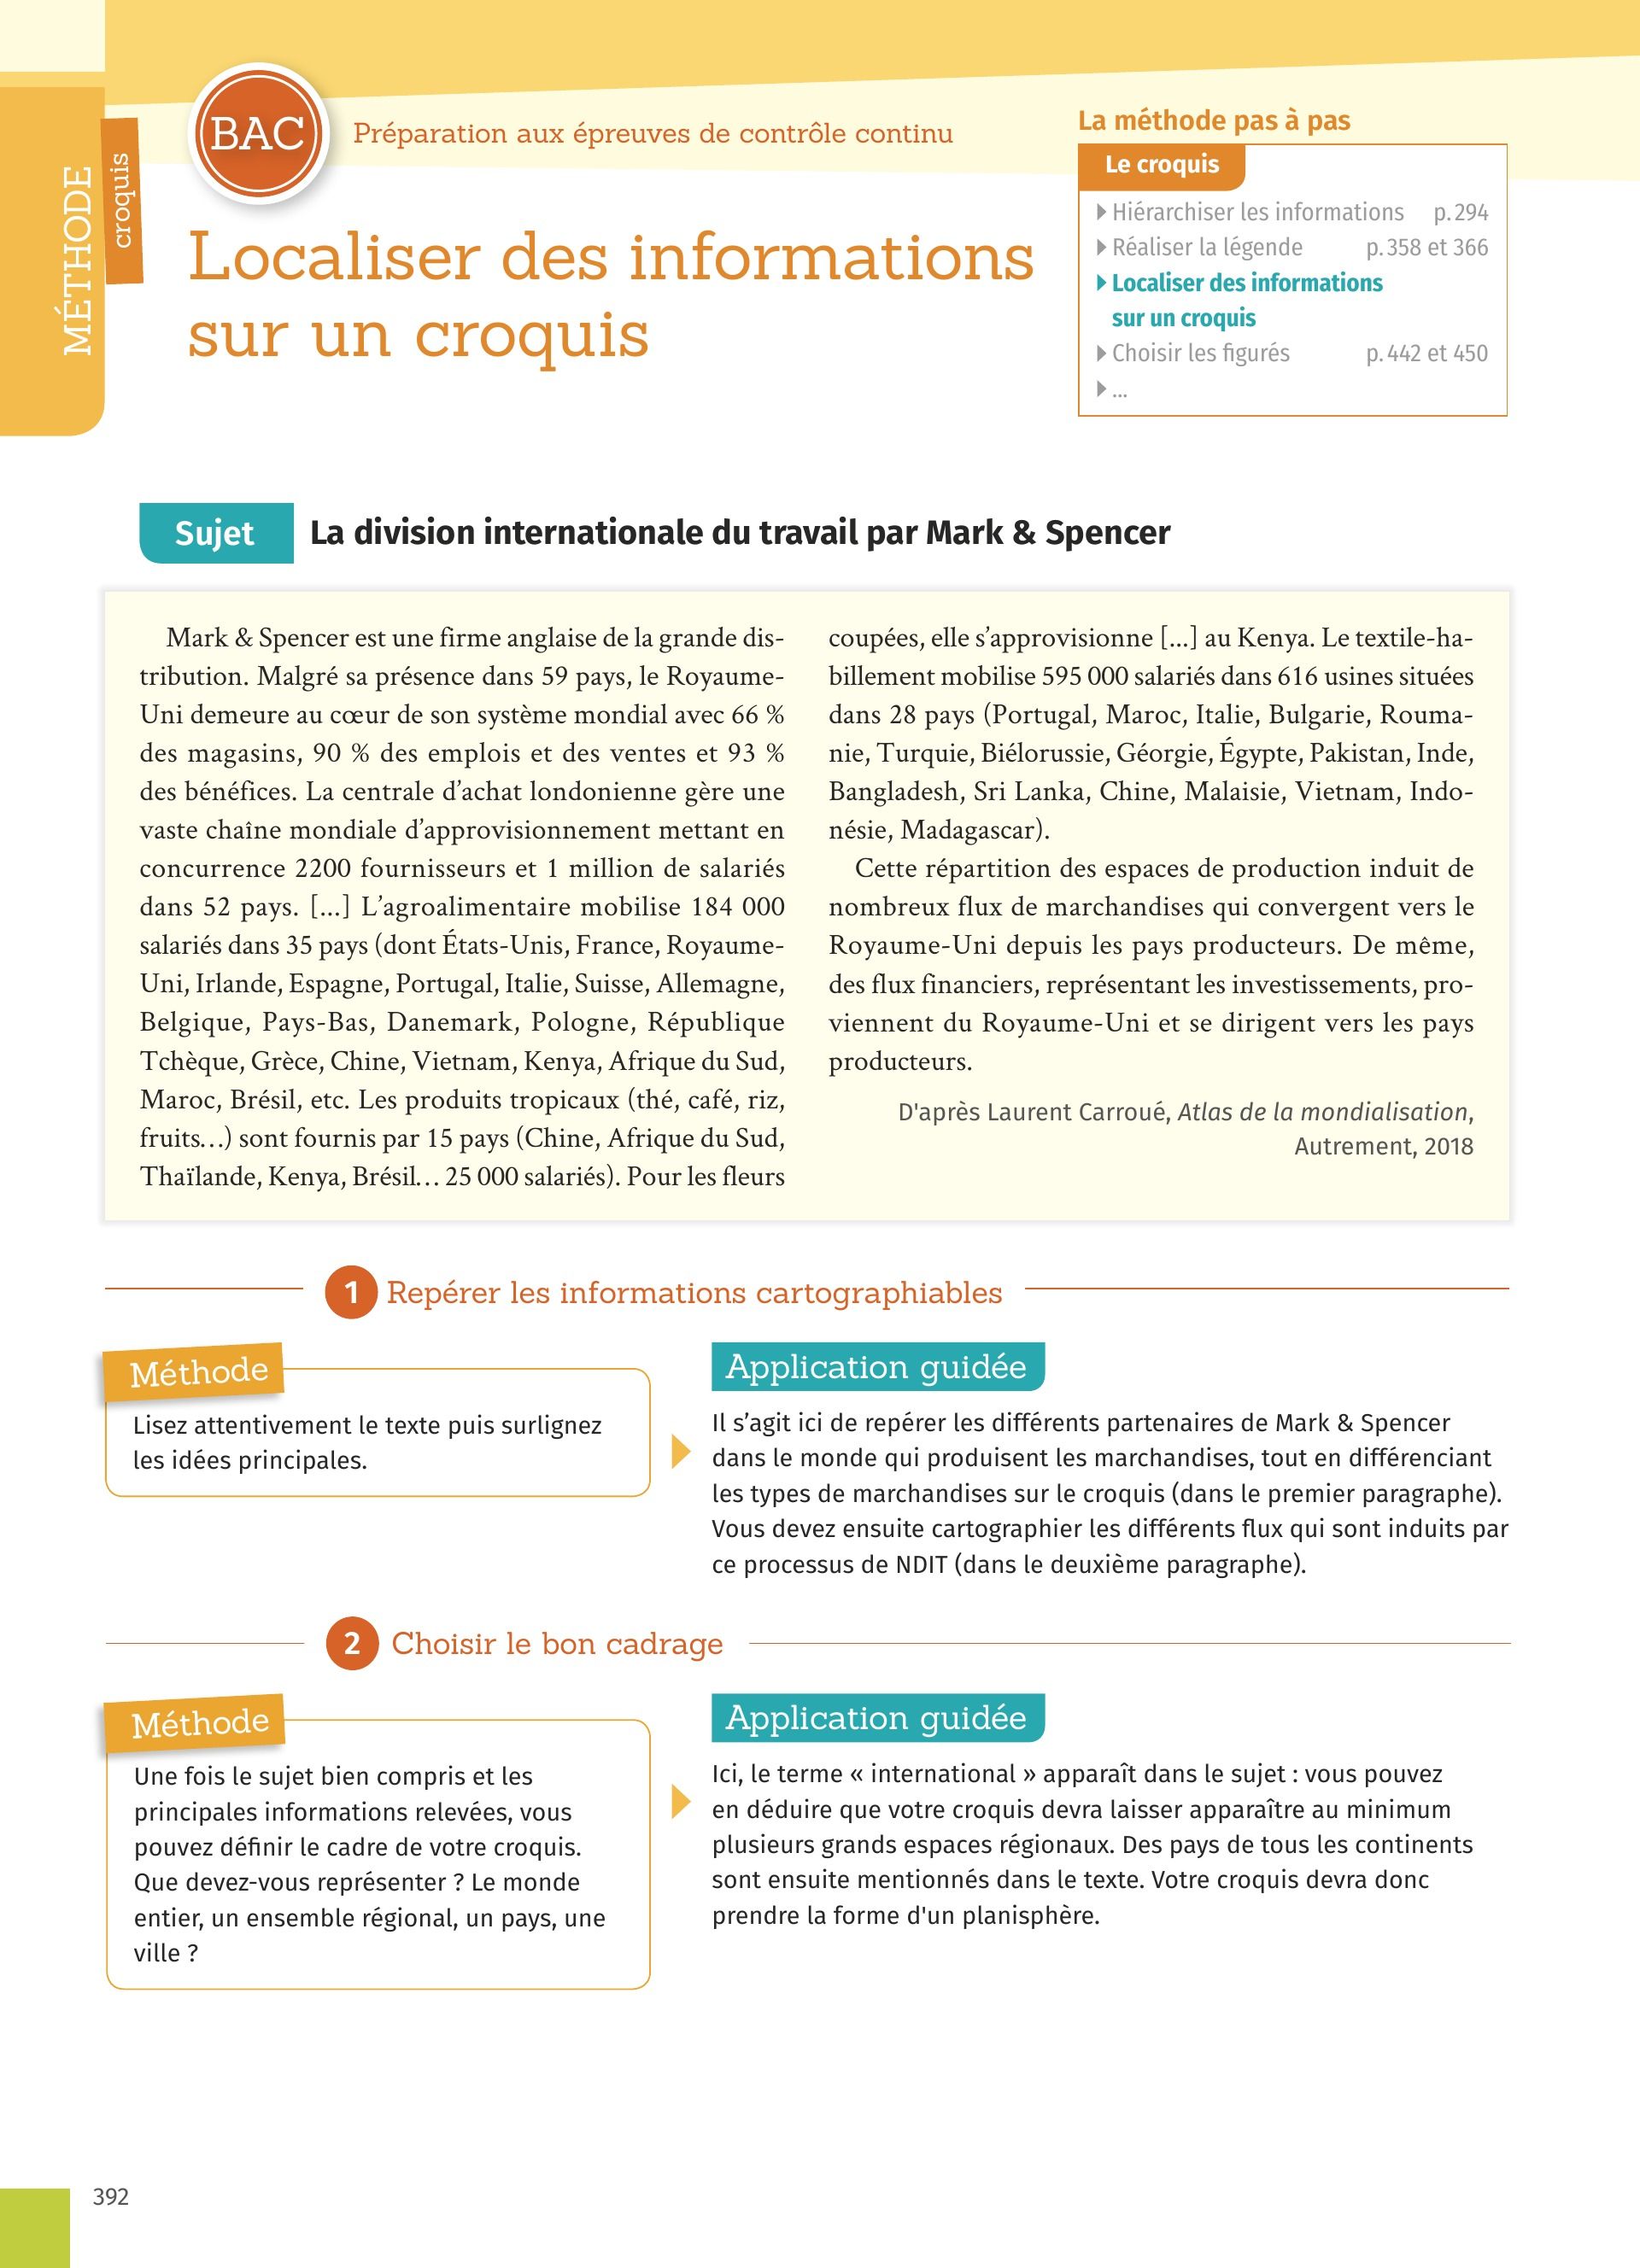 MÉTHODE
croquis
BAC
Préparation aux épreuves de contrôle continu
Localiser des informations
sur un croquis
La méthode pas à pas
Le croquis
Hiérarchiser les informations p. 294
Réaliser la légende p. 358 et 366
Localiser des informations
sur un croquis
Choisir les figurés p. 442 et 450
...
Sujet La division internationale du travail par Mark & Spencer
Mark & Spencer est une firme anglaise de la grande dis-
tribution. Malgré sa présence dans 59 pays, le Royaume-
Uni demeure au cœur de son système mondial avec 66 %
des magasins, 90 % des emplois et des ventes et 93 %
des bénéfices. La centrale d’achat londonienne gère une
vaste chaîne mondiale d’approvisionnement mettant en
concurrence 2200 fournisseurs et 1 million de salariés
dans 52 pays. [...] L’agroalimentaire mobilise 184 000
salariés dans 35 pays (dont États-Unis, France, Royaume-
Uni, Irlande, Espagne, Portugal, Italie, Suisse, Allemagne,
Belgique, Pays-Bas, Danemark, Pologne, République
Tchèque, Grèce, Chine, Vietnam, Kenya, Afrique du Sud,
Maroc, Brésil, etc. Les produits tropicaux (thé, café, riz,
fruits…) sont fournis par 15 pays (Chine, Afrique du Sud,
Thaïlande, Kenya, Brésil… 25 000 salariés). Pour les fleurs
coupées, elle s’approvisionne [...] au Kenya. Le textile-ha-
billement mobilise 595 000 salariés dans 616 usines situées
dans 28 pays (Portugal, Maroc, Italie, Bulgarie, Rouma-
nie, Turquie, Biélorussie, Géorgie, Égypte, Pakistan, Inde,
Bangladesh, Sri Lanka, Chine, Malaisie, Vietnam, Indo-
nésie, Madagascar).
Cette répartition des espaces de production induit de
nombreux flux de marchandises qui convergent vers le
Royaume-Uni depuis les pays producteurs. De même,
des flux financiers, représentant les investissements, pro-
viennent du Royaume-Uni et se dirigent vers les pays
producteurs.
D'après Laurent Carroué, Atlas de la mondialisation,
Autrement, 2018
1 Repérer les informations cartographiables
Méthode
Lisez attentivement le texte puis surlignez
les idées principales.
Application guidée
Il s’agit ici de repérer les différents partenaires de Mark & Spencer
dans le monde qui produisent les marchandises, tout en différenciant
les types de marchandises sur le croquis (dans le premier paragraphe).
Vous devez ensuite cartographier les différents flux qui sont induits par
ce processus de NDIT (dans le deuxième paragraphe).
2 Choisir le bon cadrage
Méthode
Une fois le sujet bien compris et les
principales informations relevées, vous
pouvez définir le cadre de votre croquis.
Que devez-vous représenter ? Le monde
entier, un ensemble régional, un pays, une
ville ?
Application guidée
Ici, le terme « international » apparaît dans le sujet : vous pouvez
en déduire que votre croquis devra laisser apparaître au minimum
plusieurs grands espaces régionaux. Des pays de tous les continents
sont ensuite mentionnés dans le texte. Votre croquis devra donc
prendre la forme d'un planisphère.
392